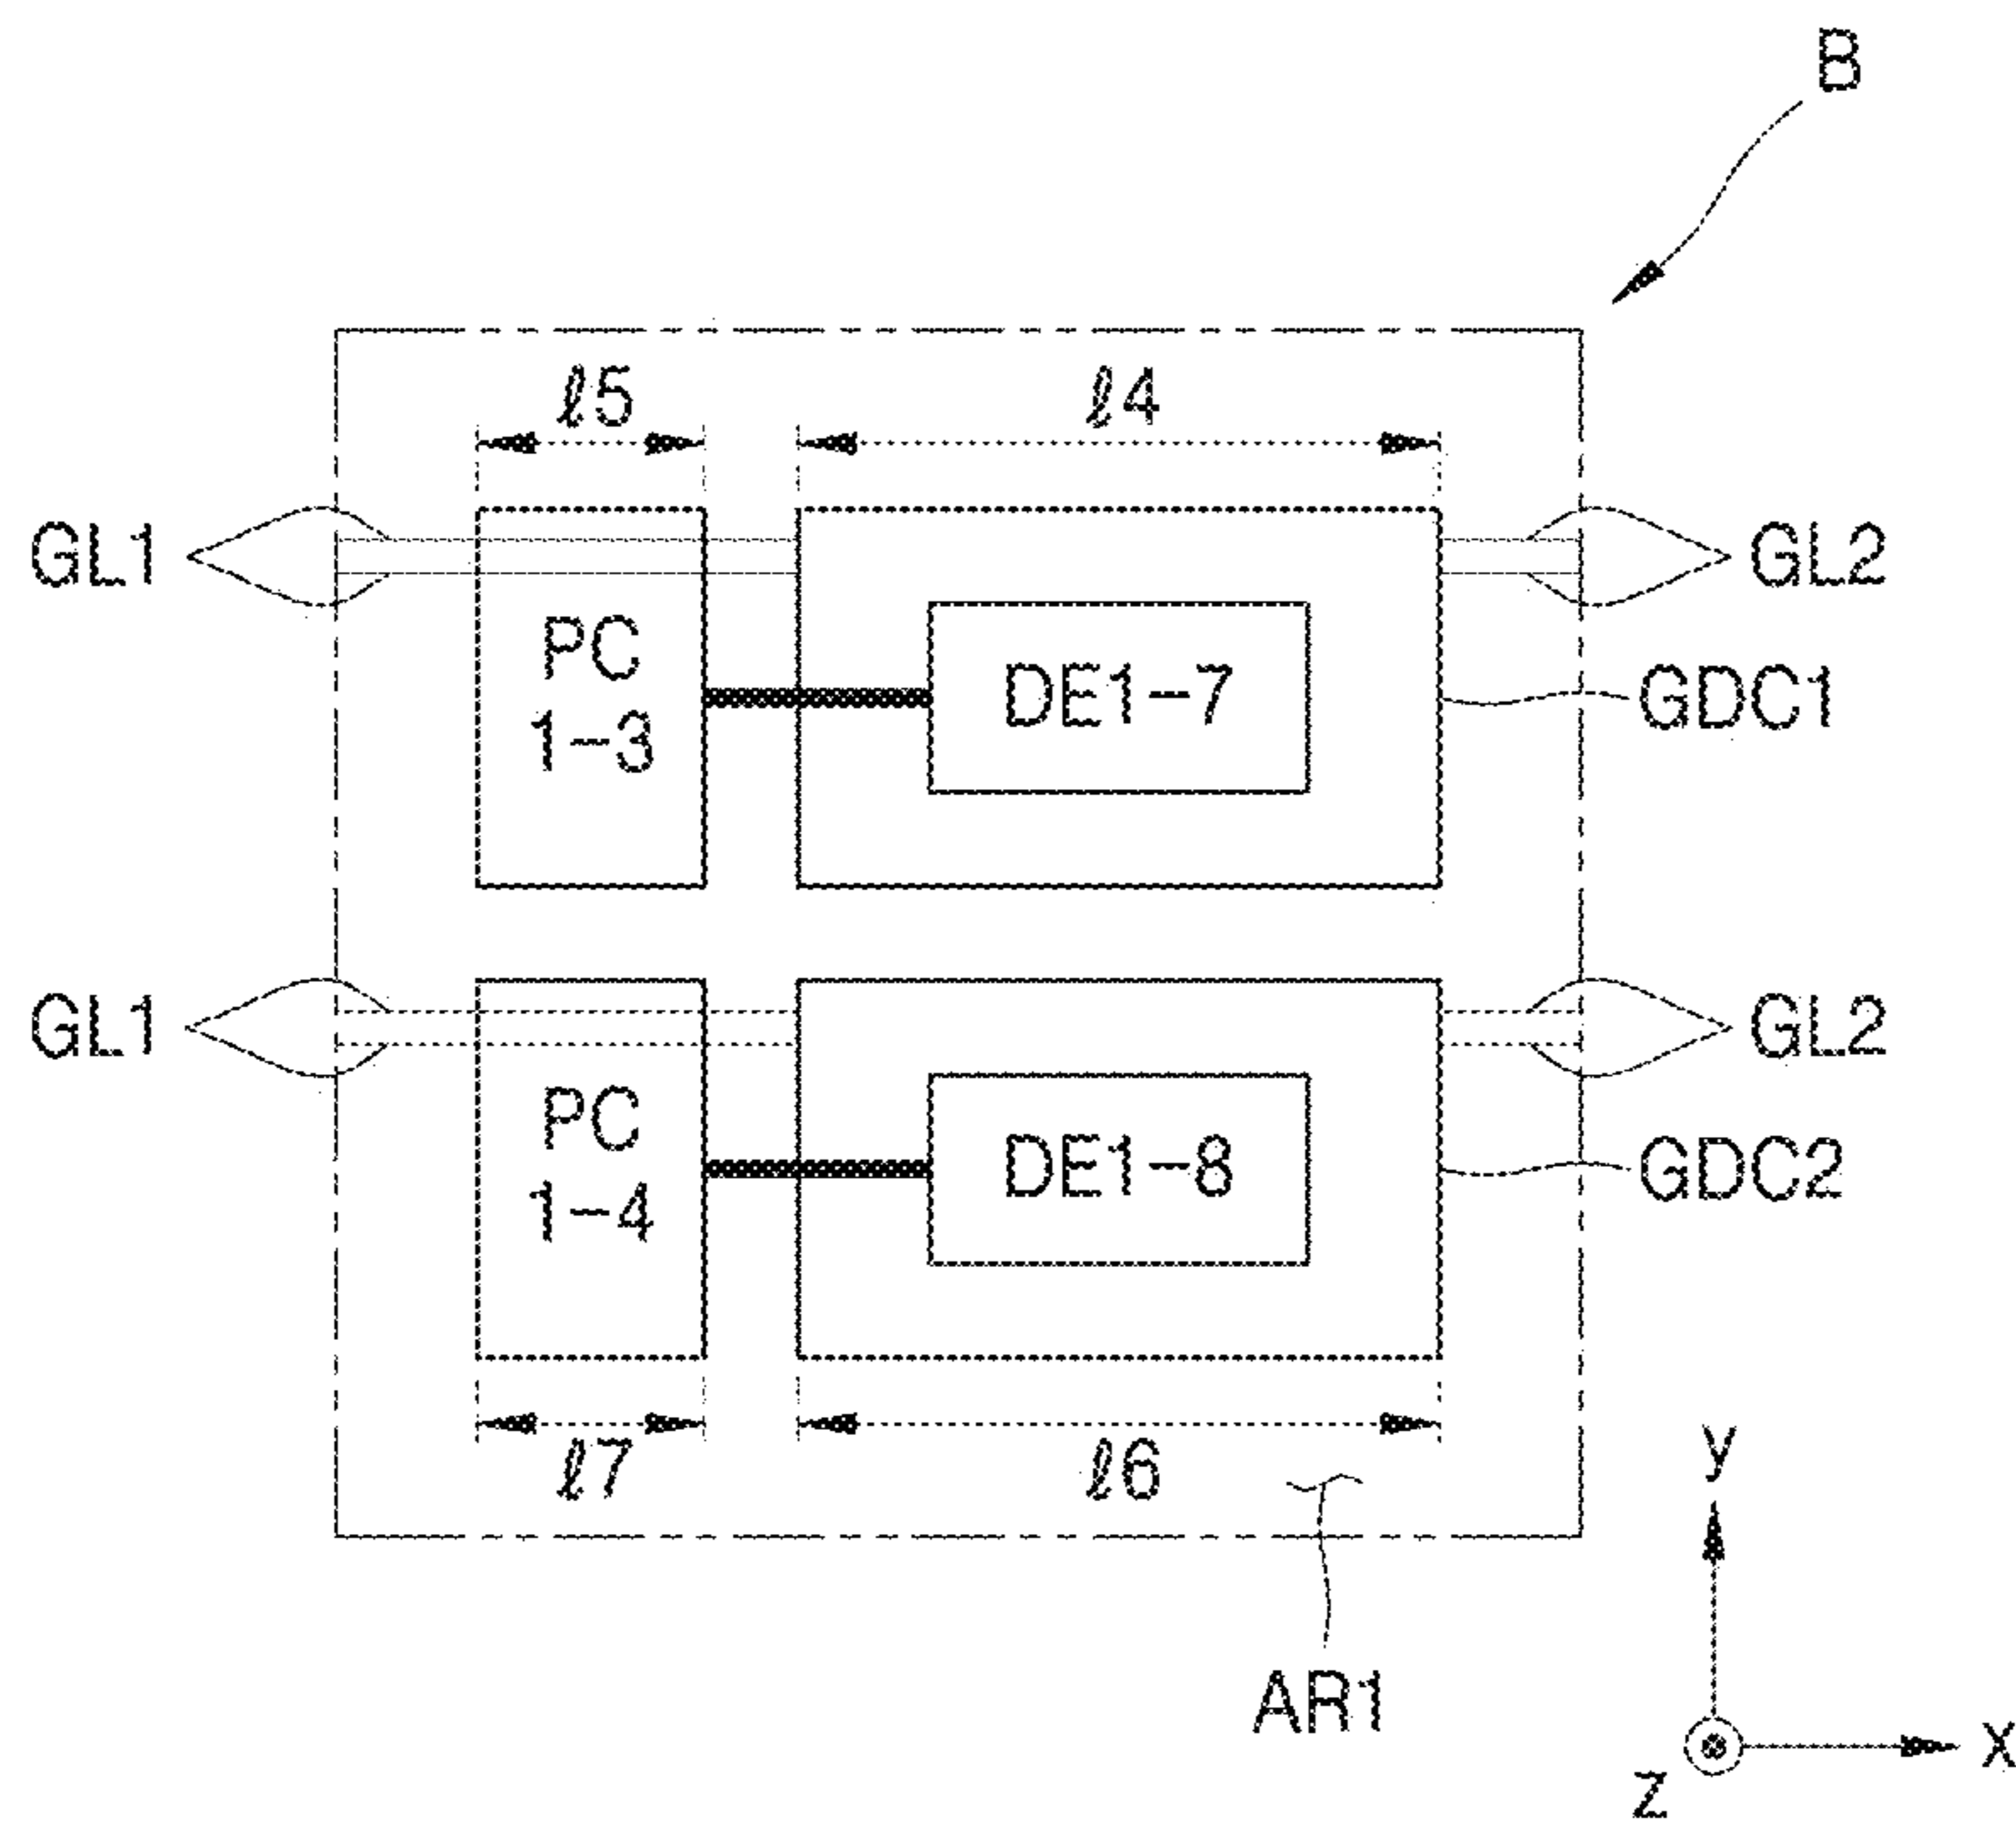 B
ℓ5
ℓ4
GL1
GL2
PC
1-3
DE1-7
GDC1
GL1
GL2
PC
1-4
DE1-8
GDC2
ℓ7
ℓ6
y
AR1
z
x